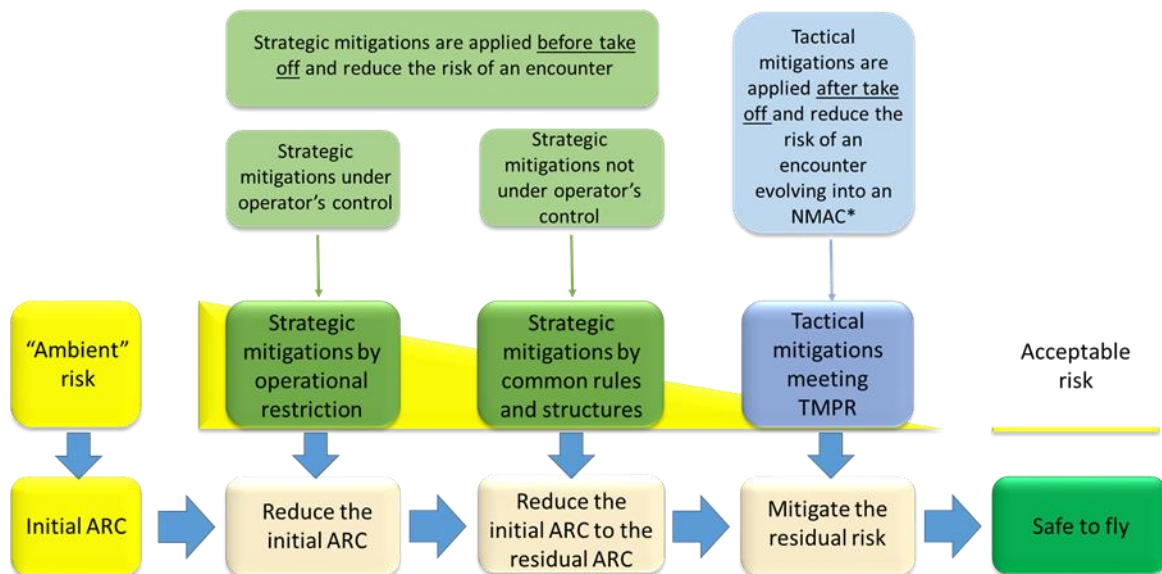 Strategic mitigations are applied before take
off and reduce the risk of an encounter
Tactical
mitigations are
applied after take
off and reduce the
risk of an
encounter
evolving into an
NMAC*
Strategic
mitigations under
operator’s control
Strategic
mitigations not
under operator’s
control
“Ambient”
risk
Strategic
mitigations by
operational
restriction
Strategic
mitigations by
common rules
and structures
Tactical
mitigations
meeting
TMPR
Acceptable
risk
Initial ARC
Reduce the
initial ARC
Reduce the
initial ARC to the
residual ARC
Mitigate the
residual risk
Safe to fly